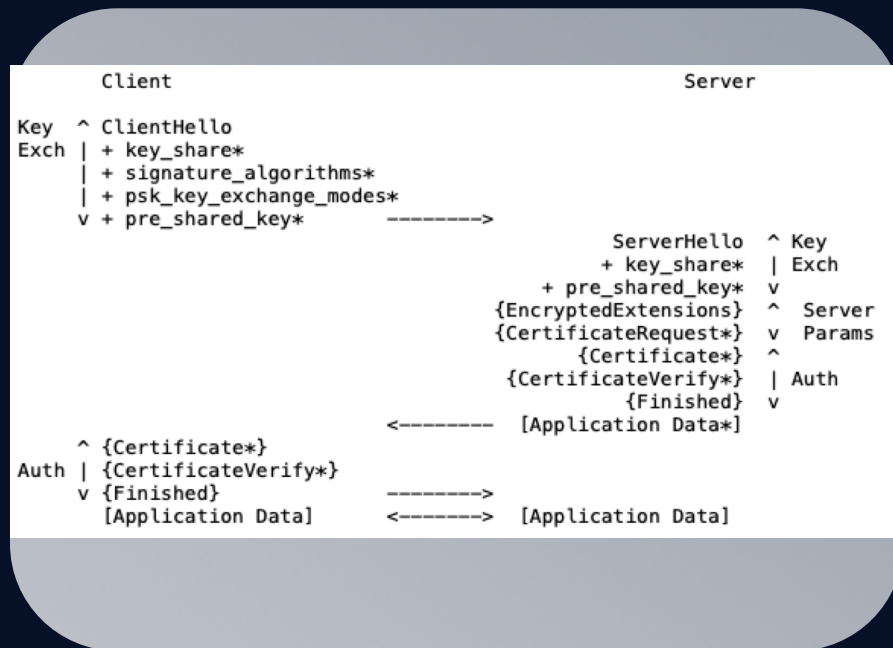 Client Server
Key ^ ClientHello
Exch | + key_share*
| + signature_algorithms*
| + psk_key_exchange_modes*
v + pre_shared_key* -------->
ServerHello ^ Key
+ key_share* | Exch
+ pre_shared_key* v
{EncryptedExtensions} ^ Server
{CertificateRequest*} v Params
{Certificate*} ^
{CertificateVerify*} | Auth
{Finished} v
<-------- [Application Data*]
^ {Certificate*}
Auth | {CertificateVerify*}
v {Finished} -------->
[Application Data] <-------> [Application Data]